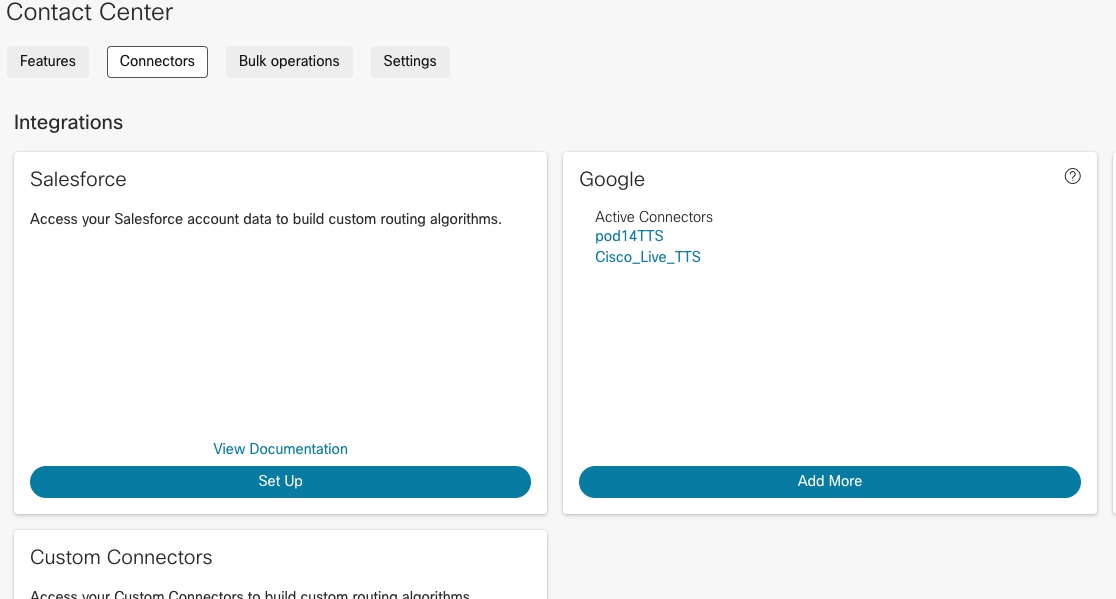 Contact Center
Features
Connectors
Bulk operations
Settings
Integrations
Salesforce
Access your Salesforce account data to build custom routing algorithms.
View Documentation
Set Up
Google
Active Connectors
pod14TTS
Cisco_Live_TTS
Add More
Custom Connectors
Access your Custom Connectors to build custom routing algorithms.